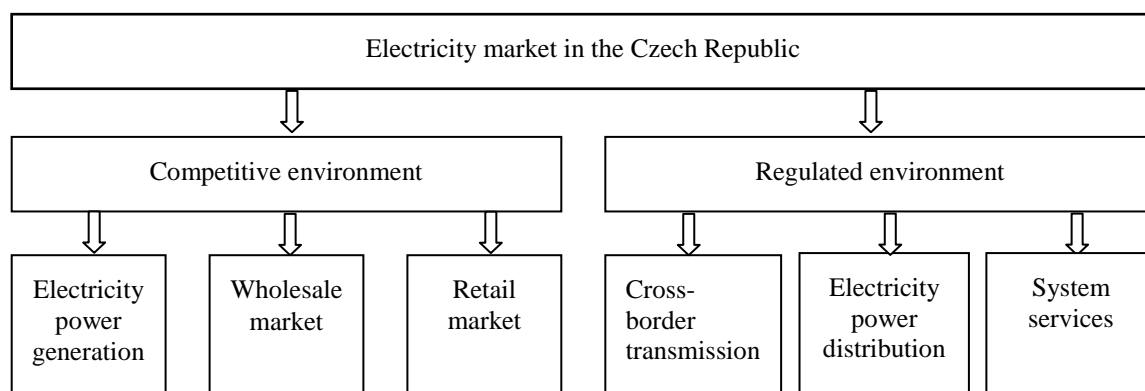 Electricity market in the Czech Republic
Competitive environment
Regulated environment
Electricity
power
generation
Wholesale
market
Retail
market
Cross-
border
transmission
Electricity
power
distribution
System
services